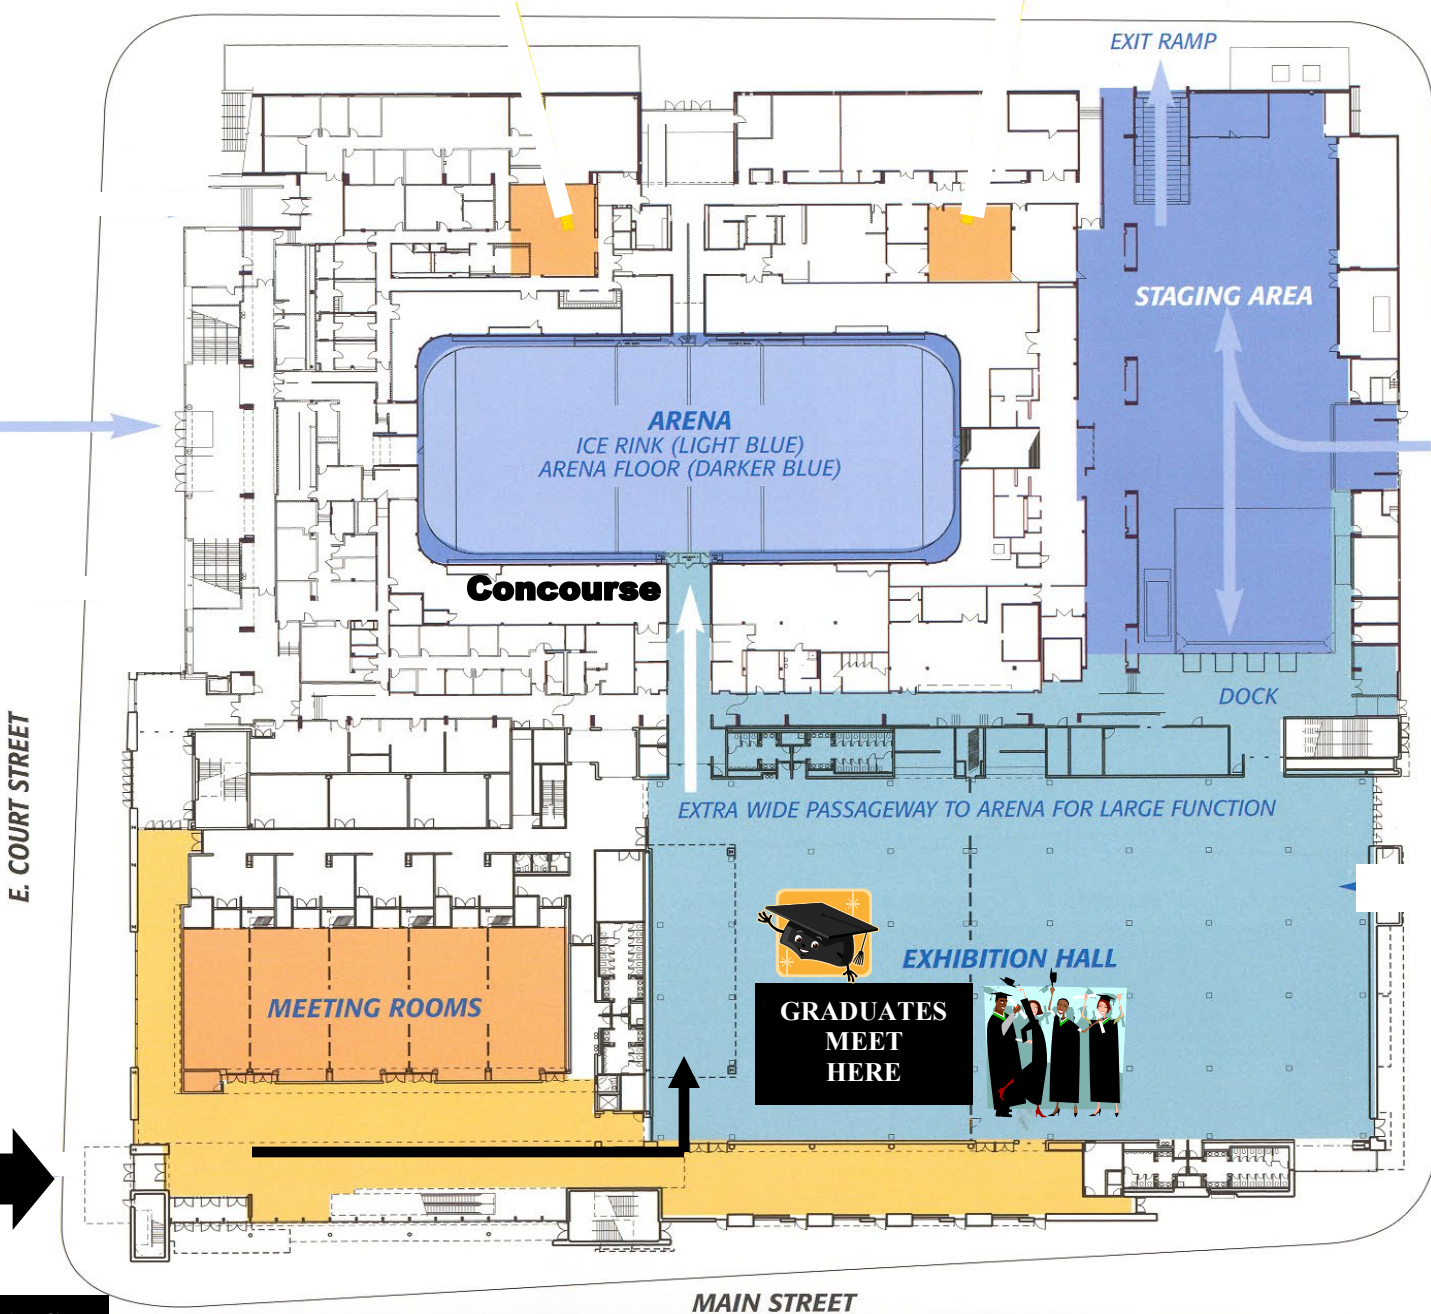 EXIT RAMP
STAGING AREA
ARENA
ICE RINK (LIGHT BLUE)
ARENA FLOOR (DARKER BLUE)
Concourse
DOCK
E. COURT STREET
EXTRA WIDE PASSAGEWAY TO ARENA FOR LARGE FUNCTION
EXHIBITION HALL
MEETING ROOMS
GRADUATES
MEET
HERE
MAIN STREET